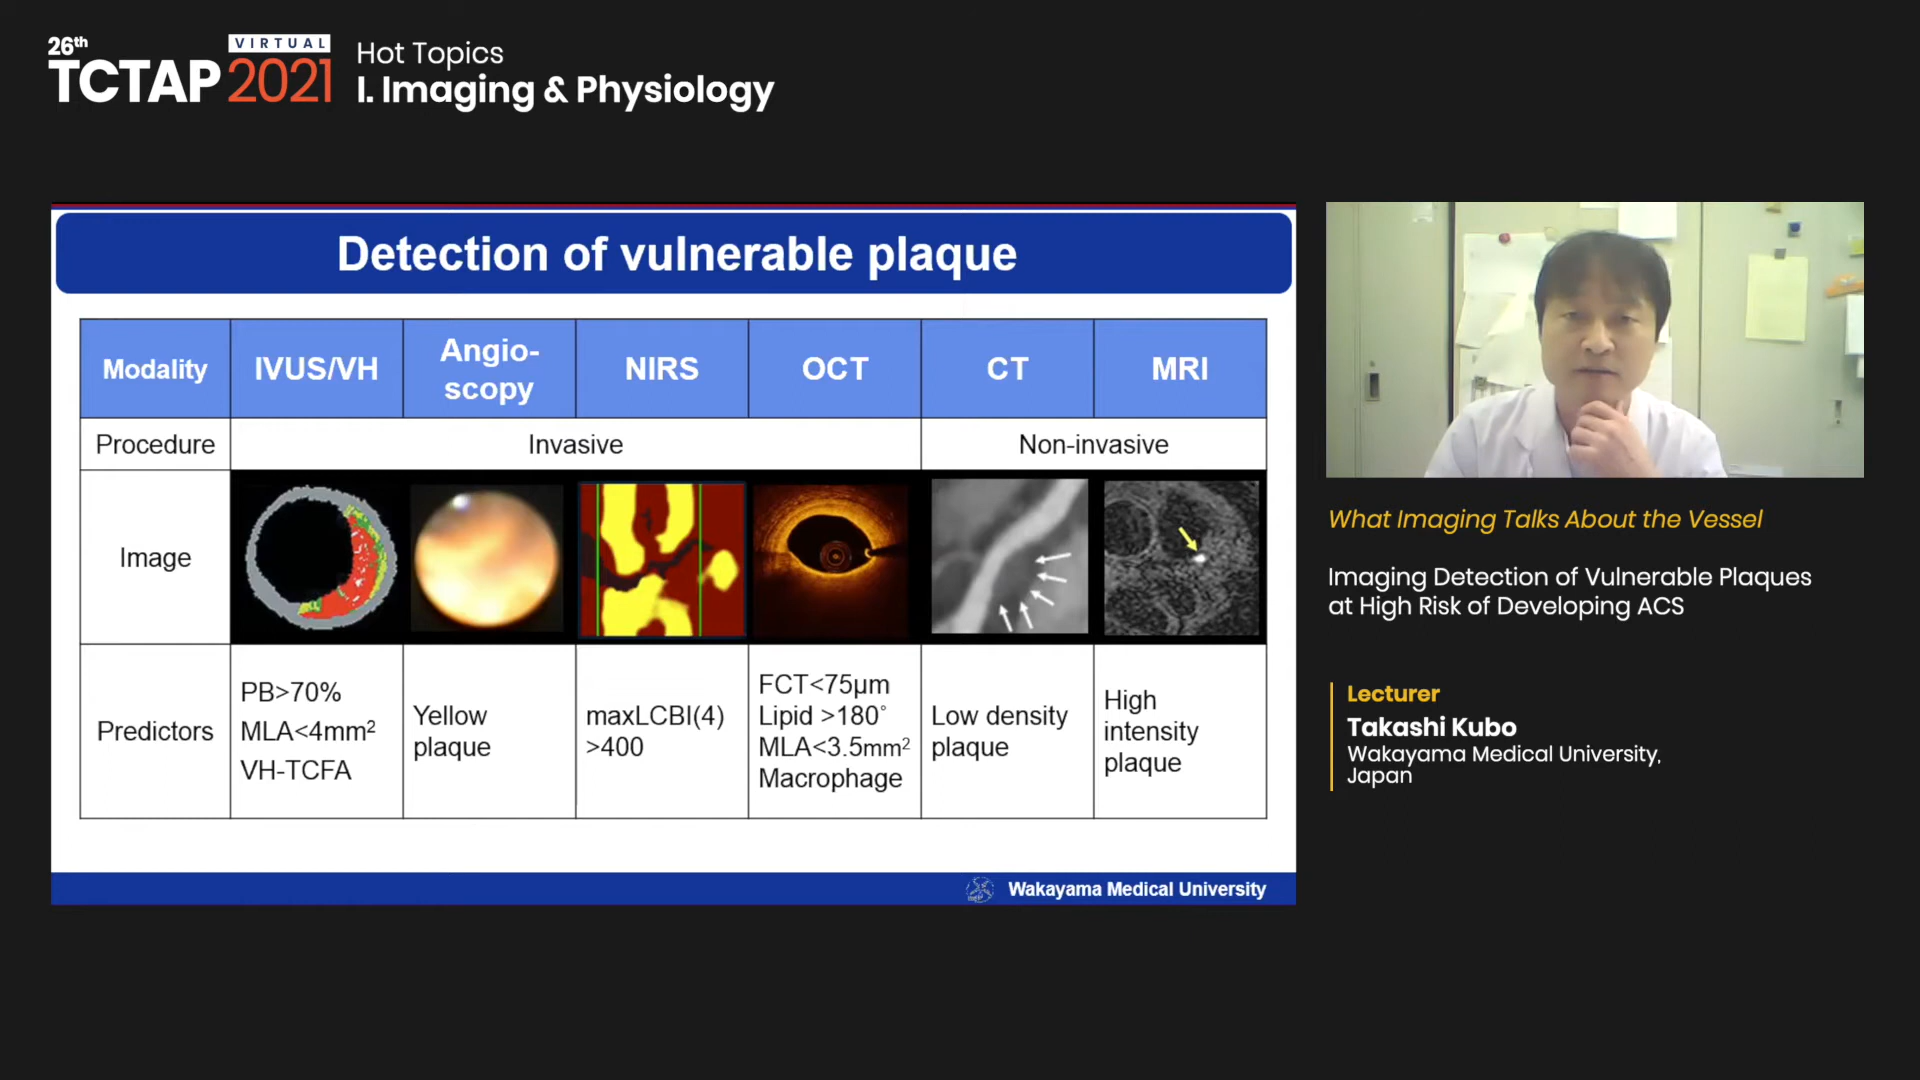 26th
VIRTUAL
TCTAP 2021
Hot Topics
I. Imaging & Physiology
Detection of vulnerable plaque
Modality
IVUS/VH
Angio-
scopy
NIRS
OCT
CT
MRI
Procedure
Invasive
Non-invasive
Image
Predictors
PB>70%
MLA<4mm²
VH-TCFA
Yellow
plaque
maxLCBI(4)
>400
FCT<75μm
Lipid >180°
MLA<3.5mm²
Macrophage
Low density
plaque
High
intensity
plaque
Wakayama Medical University
What Imaging Talks About the Vessel
Imaging Detection of Vulnerable Plaques
at High Risk of Developing ACS
Lecturer
Takashi Kubo
Wakayama Medical University,
Japan